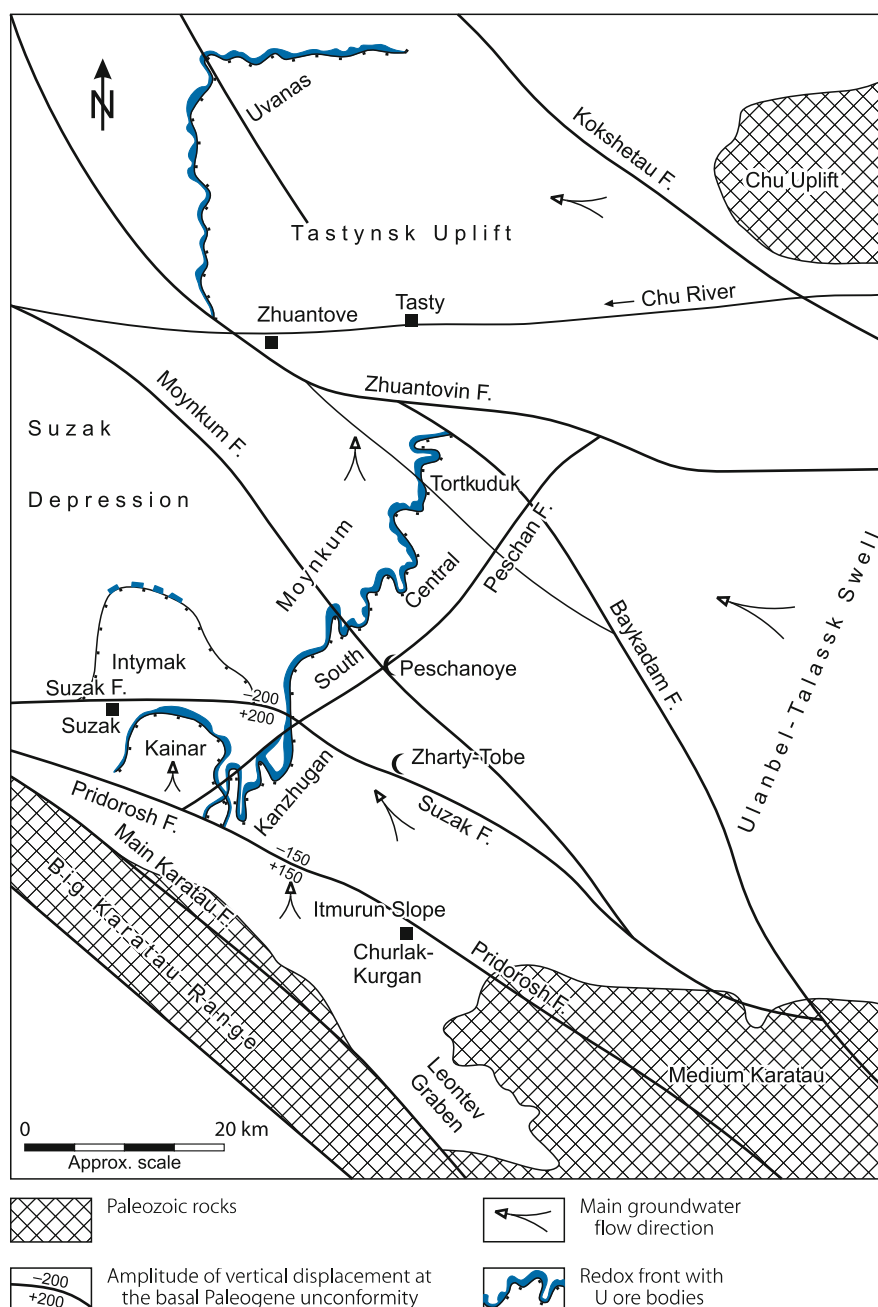 N
Uvanas
Kokshetau F.
Chu Uplift
Tastynsk Uplift
Chu River
Tasty
Zhuantove
Moynkum F.
Zhuantovin F.
Suzak
Depression
Tortkuduk
Moynkum
Central
Peschan F.
Baykadam F.
Ulanbel-Talassk Swell
Intymak
South
Peschanoye
Suzak F.
–200
+200
Suzak
Kainar
Zharty-Tobe
Kanzhugan
Suzak F.
Pridorosh F.
–150
+150
Main Karatau F.
Big Karatau Range
Itmurun Slope
Churlak-
Kurgan
Pridorosh F.
Medium Karatau
Leontev
Graben
0 20 km
Approx. scale
Paleozoic rocks
Main groundwater
flow direction
–200
+200
Amplitude of vertical displacement at
the basal Paleogene unconformity
Redox front with
U ore bodies